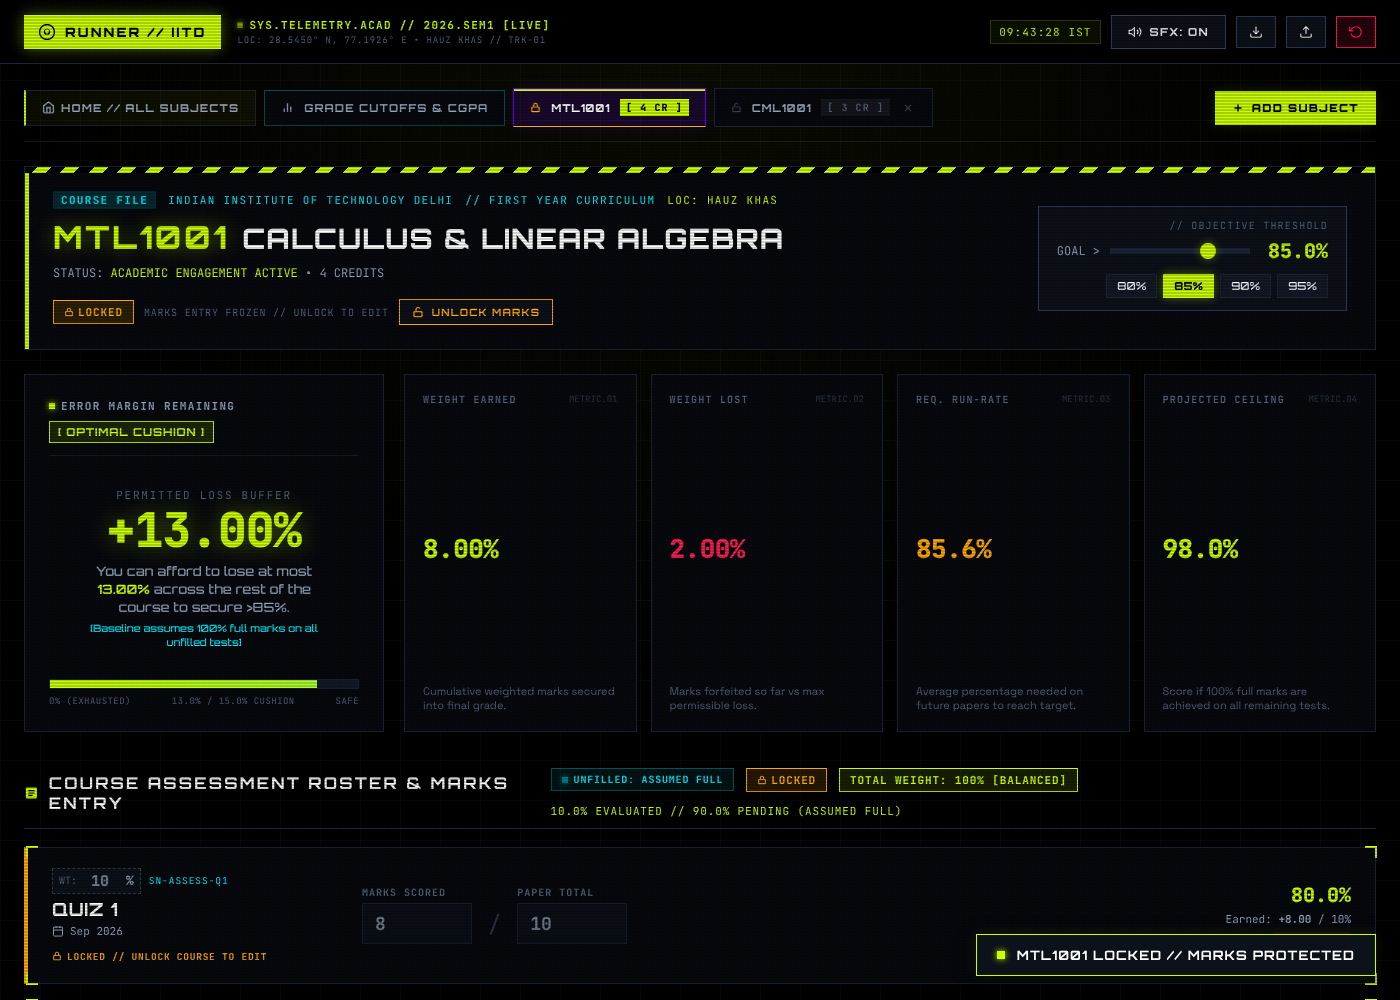 RUNNER // IITD
SYS.TELEMETRY.ACAD // 2026.SEM1 [LIVE]
LOC: 28.5450° N, 77.1926° E • HAUZ KHAS // TRK-01
09:43:28 IST
SFX: ON
HOME // ALL SUBJECTS
GRADE CUTOFFS & CGPA
MTL1001 [ 4 CR ]
CML1001 [ 3 CR ] ×
+ ADD SUBJECT
COURSE FILE INDIAN INSTITUTE OF TECHNOLOGY DELHI // FIRST YEAR CURRICULUM LOC: HAUZ KHAS
MTL1001 CALCULUS & LINEAR ALGEBRA
STATUS: ACADEMIC ENGAGEMENT ACTIVE • 4 CREDITS
LOCKED MARKS ENTRY FROZEN // UNLOCK TO EDIT UNLOCK MARKS
// OBJECTIVE THRESHOLD
GOAL > 85.0%
80% 85% 90% 95%
ERROR MARGIN REMAINING
[ OPTIMAL CUSHION ]
PERMITTED LOSS BUFFER
+13.00%
You can afford to lose at most
13.00% across the rest of the
course to secure >85%.
[Baseline assumes 100% full marks on all
unfilled tests]
0% (EXHAUSTED) 13.0% / 15.0% CUSHION SAFE
WEIGHT EARNED METRIC.01
8.00%
Cumulative weighted marks secured
into final grade.
WEIGHT LOST METRIC.02
2.00%
Marks forfeited so far vs max
permissible loss.
REQ. RUN-RATE METRIC.03
85.6%
Average percentage needed on
future papers to reach target.
PROJECTED CEILING METRIC.04
98.0%
Score if 100% full marks are
achieved on all remaining tests.
COURSE ASSESSMENT ROSTER & MARKS
ENTRY
UNFILLED: ASSUMED FULL
LOCKED
TOTAL WEIGHT: 100% [BALANCED]
10.0% EVALUATED // 90.0% PENDING (ASSUMED FULL)
WT: 10 % SN-ASSESS-Q1
QUIZ 1
Sep 2026
LOCKED // UNLOCK COURSE TO EDIT
MARKS SCORED PAPER TOTAL
8 / 10
80.0%
Earned: +8.00 / 10%
MTL1001 LOCKED // MARKS PROTECTED